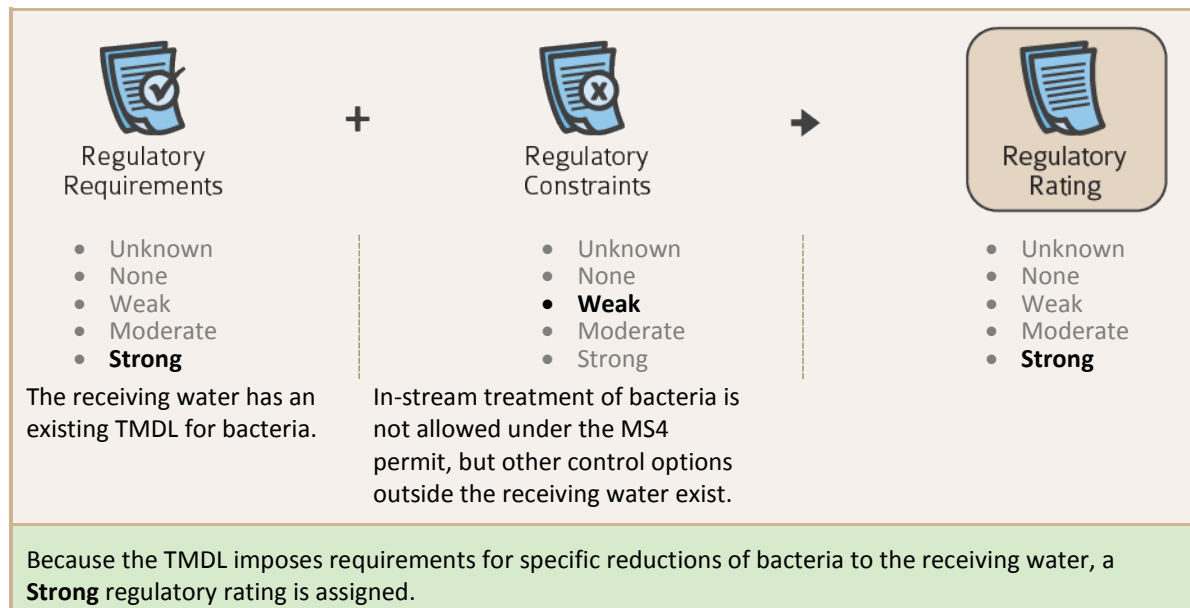 Regulatory
Requirements
+
Regulatory
Constraints
Regulatory
Rating
• Unknown
• None
• Weak
• Moderate
• Strong
The receiving water has an
existing TMDL for bacteria.
• Unknown
• None
• Weak
• Moderate
• Strong
In-stream treatment of bacteria is
not allowed under the MS4
permit, but other control options
outside the receiving water exist.
• Unknown
• None
• Weak
• Moderate
• Strong
Because the TMDL imposes requirements for specific reductions of bacteria to the receiving water, a
Strong regulatory rating is assigned.